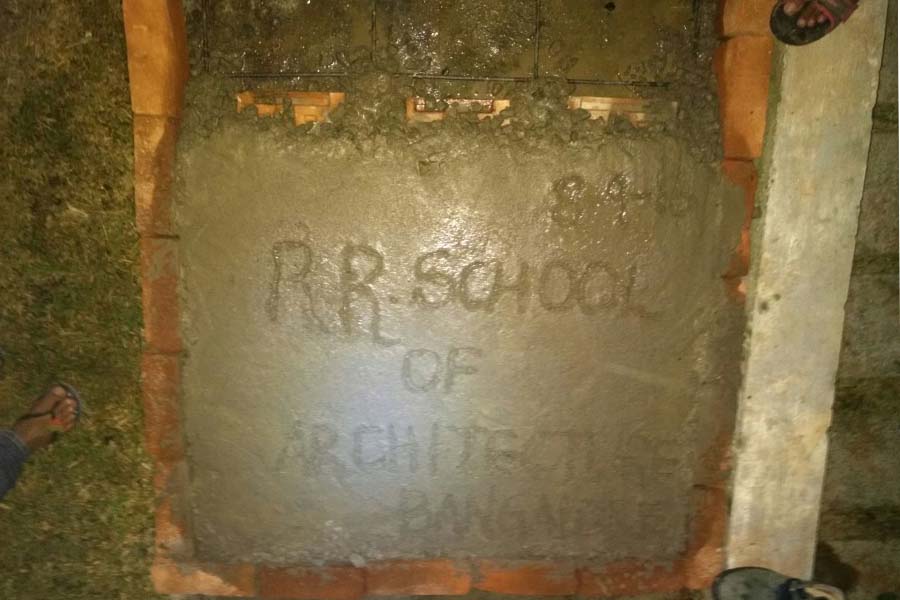 R.R. SCHOOL
OF
ARCHITECTURE